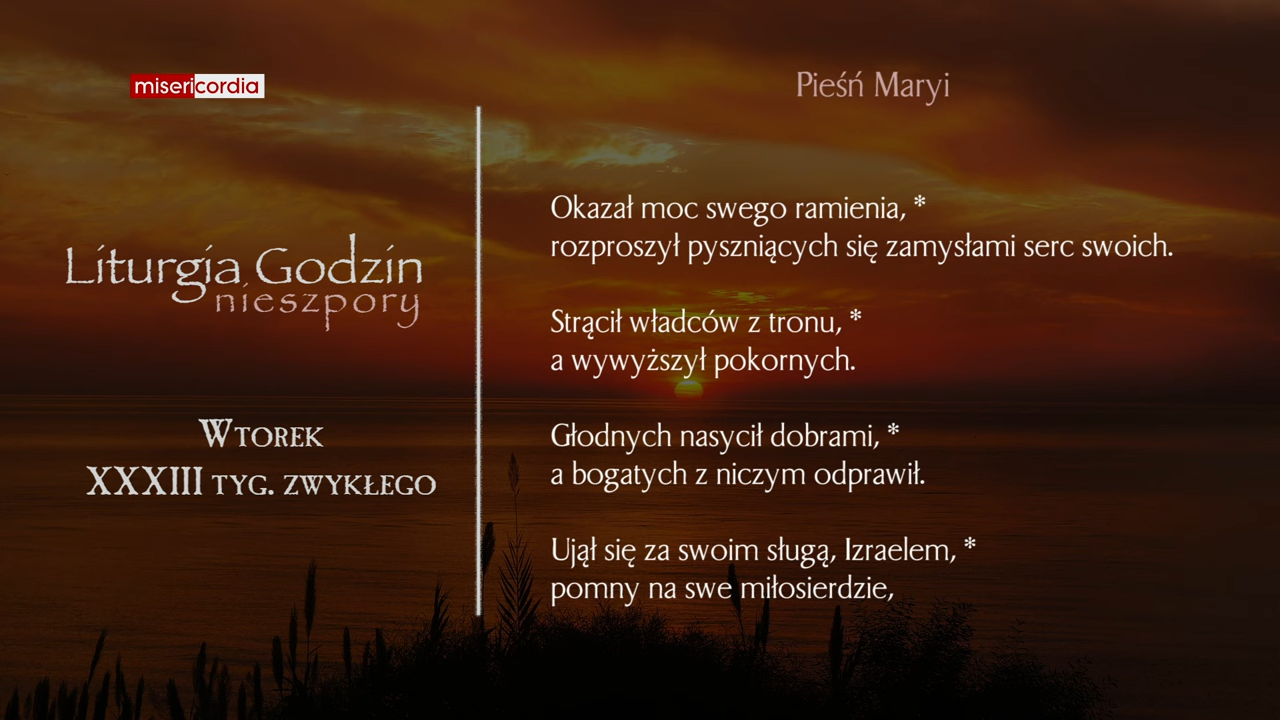 misericordia
Liturgia Godzin
nieszpory
Wtorek
XXXIII tyg. zwykłego
Pieśń Maryi
Okazał moc swego ramienia, *
rozproszył pyszniących się zamysłami serc swoich.
Strącił władców z tronu, *
a wywyższył pokornych.
Głodnych nasycił dobrami, *
a bogatych z niczym odprawił.
Ujął się za swoim sługą, Izraelem, *
pomny na swe miłosierdzie,